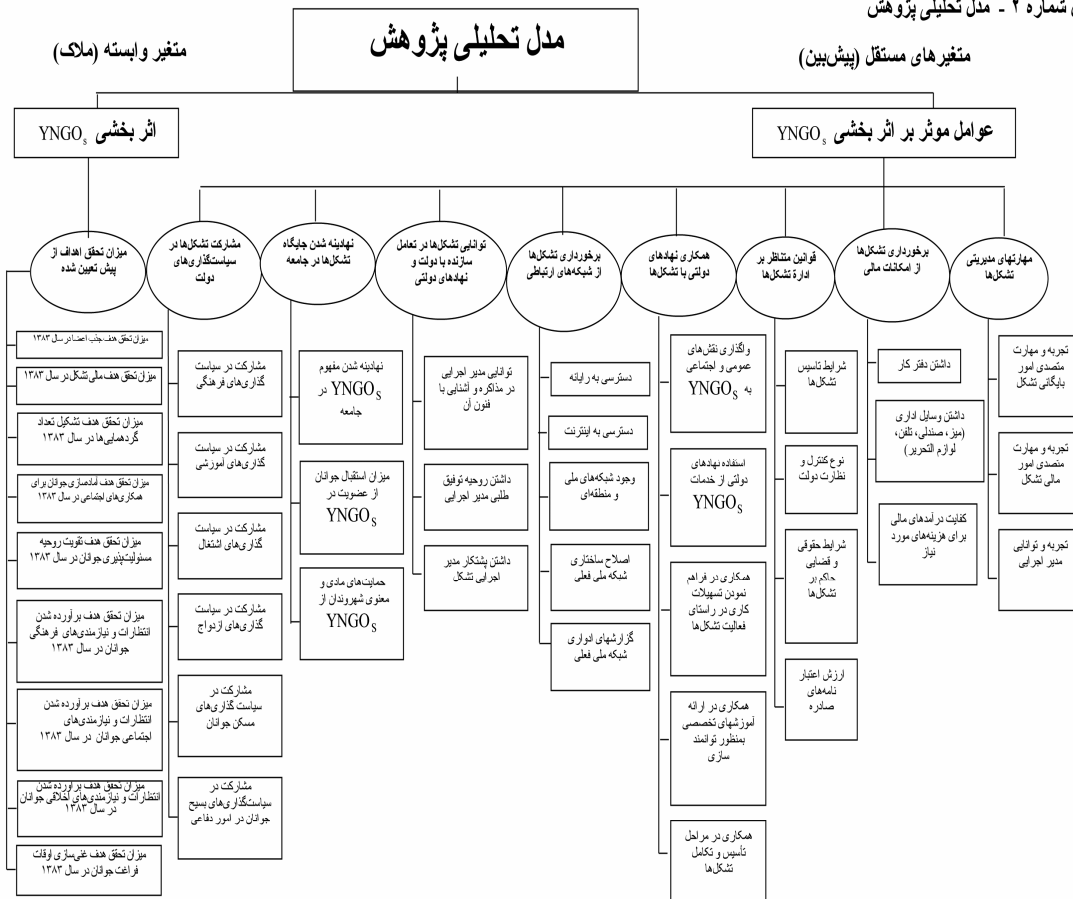 شماره ۲ - مدل تحلیلی پژوهش
مدل تحلیلی پژوهش
متغیرهای مستقل (پیش‌بین)
متغیر وابسته (ملاک)
عوامل موثر بر اثر بخشی YNGOs
اثر بخشی YNGOs
مهارتهای مدیریتی
تشکل‌ها
تجربه و مهارت
متصدی امور
بایگانی تشکل
تجربه و مهارت
متصدی امور
مالی تشکل
تجربه و توانایی
مدیر اجرایی
برخورداری تشکل‌ها
از امکانات مالی
داشتن دفتر کار
داشتن وسایل اداری
(میز، صندلی، تلفن،
لوازم التحریر)
کفایت درآمدهای مالی
برای هزینه‌های مورد
نیاز
قوانین متناظر بر
ادارة تشکل‌ها
شرایط تاسیس
تشکل‌ها
نوع کنترل و
نظارت دولت
شرایط حقوقی
و قضایی
حاکم بر
تشکل‌ها
ارزش اعتبار
نامه‌های
صادره
همکاری نهادهای
دولتی با تشکل‌ها
واگذاری نقش‌های
عمومی و اجتماعی
به YNGOs
استفاده نهادهای
دولتی از خدمات
YNGOs
همکاری در فراهم
نمودن تسهیلات
کاری در راستای
فعالیت تشکل‌ها
همکاری در ارائه
آموزشهای تخصصی
بمنظور توانمند
سازی
همکاری در مراحل
تأسیس و تکامل
تشکل‌ها
برخورداری تشکل‌ها
از شبکه‌های ارتباطی
دسترسی به رایانه
دسترسی به اینترنت
وجود شبکه‌های ملی
و منطقه‌ای
اصلاح ساختاری
شبکه ملی فعلی
گزارشهای ادواری
شبکه ملی فعلی
توانایی تشکل‌ها در تعامل
سازنده با دولت و
نهادهای دولتی
توانایی مدیر اجرایی
در مذاکره و آشنایی با
فنون آن
داشتن روحیه توفیق
طلبی مدیر اجرایی
داشتن پشتکار مدیر
اجرایی تشکل
نهادینه شدن جایگاه
تشکل‌ها در جامعه
نهادینه شدن مفهوم
YNGOs در
جامعه
میزان استقبال جوانان
از عضویت در
YNGOs
حمایت‌های مادی و
معنوی شهروندان از
YNGOs
مشارکت تشکل‌ها در
سیاست‌گذاری‌های
دولت
مشارکت در سیاست
گذاری‌های فرهنگی
مشارکت در سیاست
گذاری‌های آموزشی
مشارکت در سیاست
گذاری‌های اشتغال
مشارکت در سیاست
گذاری‌های ازدواج
مشارکت در
سیاست گذاری‌های
مسکن جوانان
مشارکت در
سیاست‌گذاری‌های بسیج
جوانان در امور دفاعی
میزان تحقق اهداف از
پیش تعیین شده
میزان تحقق هدف جذب اعضا در سال ۱۳۸۳
میزان تحقق هدف مالی تشکل در سال ۱۳۸۳
میزان تحقق هدف تشکیل تعداد
گردهمایی‌ها در سال ۱۳۸۳
میزان تحقق هدف آماده‌سازی جوانان برای
همکاری‌های اجتماعی در سال ۱۳۸۳
میزان تحقق هدف تقویت روحیه
مسئولیت‌پذیری جوانان در سال ۱۳۸۳
میزان تحقق هدف برآورده شدن
انتظارات و نیازمندی‌های فرهنگی
جوانان در سال ۱۳۸۳
میزان تحقق هدف برآورده شدن
انتظارات و نیازمندی‌های
اجتماعی جوانان در سال ۱۳۸۳
میزان تحقق هدف برآورده شدن
انتظارات و نیازمندی‌های اخلاقی جوانان
در سال ۱۳۸۳
میزان تحقق هدف غنی‌سازی اوقات
فراغت جوانان در سال ۱۳۸۳